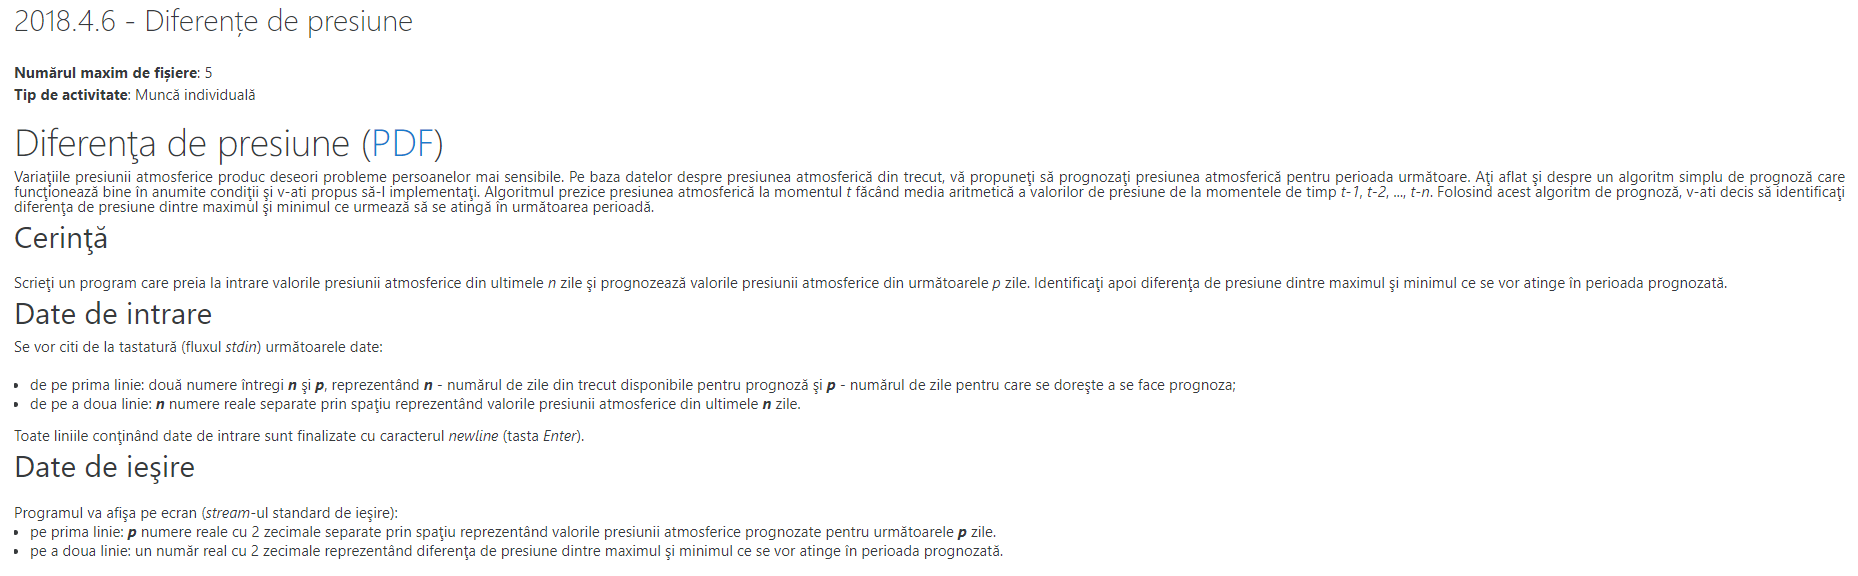 2018.4.6 - Diferențe de presiune
Numărul maxim de fișiere: 5
Tip de activitate: Muncă individuală
Diferenţa de presiune (PDF)
Variaţiile presiunii atmosferice produc deseori probleme persoanelor mai sensibile. Pe baza datelor despre presiunea atmosferică din trecut, vă propuneţi să prognozaţi presiunea atmosferică pentru perioada următoare. Aţi aflat şi despre un algoritm simplu de prognoză care
funcţionează bine în anumite condiţii şi v-ati propus să-l implementaţi. Algoritmul prezice presiunea atmosferică la momentul t făcând media aritmetică a valorilor de presiune de la momentele de timp t-1, t-2, ..., t-n. Folosind acest algoritm de prognoză, v-ati decis să identificaţi
diferenţa de presiune dintre maximul şi minimul ce urmează să se atingă în următoarea perioadă.
Cerinţă
Scrieţi un program care preia la intrare valorile presiunii atmosferice din ultimele n zile şi prognozează valorile presiunii atmosferice din următoarele p zile. Identificaţi apoi diferenţa de presiune dintre maximul şi minimul ce se vor atinge în perioada prognozată.
Date de intrare
Se vor citi de la tastatură (fluxul stdin) următoarele date:
• de pe prima linie: două numere întregi n şi p, reprezentând n - numărul de zile din trecut disponibile pentru prognoză şi p - numărul de zile pentru care se doreşte a se face prognoza;
• de pe a doua linie: n numere reale separate prin spaţiu reprezentând valorile presiunii atmosferice din ultimele n zile.
Toate liniile conţinând date de intrare sunt finalizate cu caracterul newline (tasta Enter).
Date de ieşire
Programul va afişa pe ecran (stream-ul standard de ieşire):
• pe prima linie: p numere reale cu 2 zecimale separate prin spaţiu reprezentând valorile presiunii atmosferice prognozate pentru următoarele p zile.
• pe a doua linie: un număr real cu 2 zecimale reprezentând diferenţa de presiune dintre maximul şi minimul ce se vor atinge în perioada prognozată.